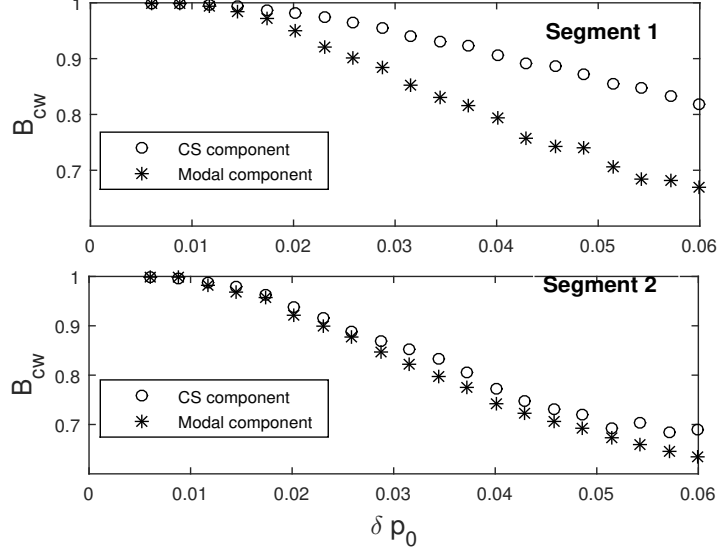 Segment 1
1
0.9
0.8
0.7
B_cw
CS component
Modal component
0 0.01 0.02 0.03 0.04 0.05 0.06
Segment 2
1
0.9
0.8
0.7
B_cw
CS component
Modal component
0 0.01 0.02 0.03 0.04 0.05 0.06
δ p_0